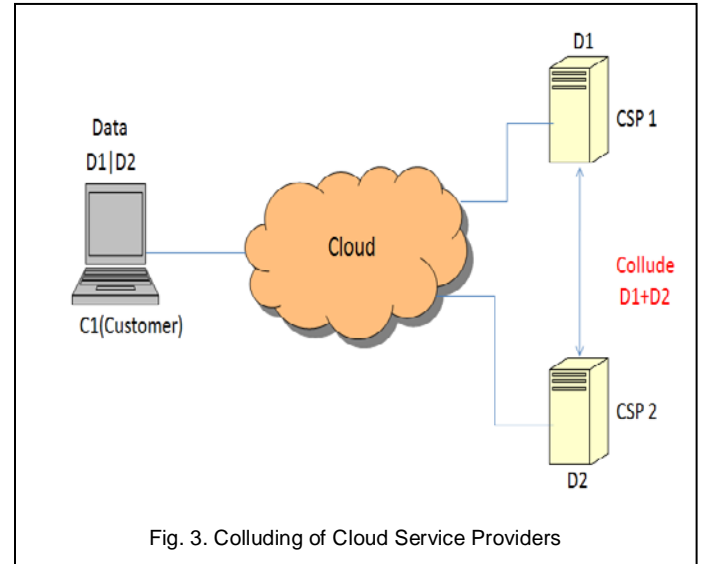 D1
CSP 1
Data
D1|D2
Cloud
Collude
D1+D2
C1(Customer)
CSP 2
D2
Fig. 3. Colluding of Cloud Service Providers